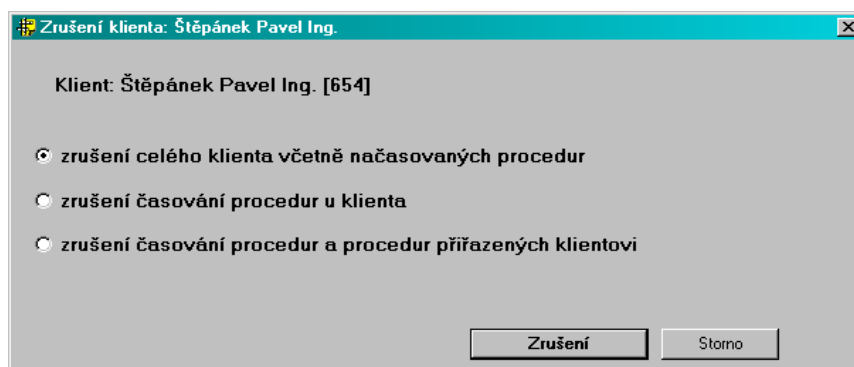 Zrušení klienta: Štěpánek Pavel Ing.
Klient: Štěpánek Pavel Ing. [654]
zrušení celého klienta včetně načasovaných procedur
zrušení časování procedur u klienta
zrušení časování procedur a procedur přiřazených klientovi
Zrušení Storno